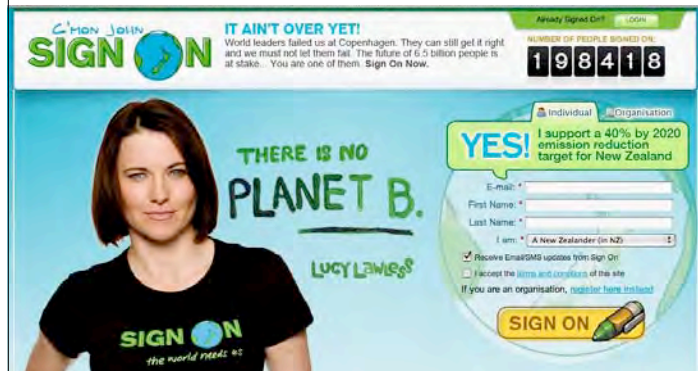 C'MON JOHN
SIGN ON
IT AIN'T OVER YET!
World leaders failed us at Copenhagen. They can still get it right
and we must not let them fail. The future of 6.5 billion people is
at stake... You are one of them. Sign On Now.
Already Signed On? LOGIN
NUMBER OF PEOPLE SIGNED ON:
198418
THERE IS NO
PLANET B.
LUCY LAWLESS
SIGN ON
the world needs us
Individual Organisation
YES! I support a 40% by 2020
emission reduction
target for New Zealand
E-mail: *
First Name: *
Last Name: *
I am: * A New Zealander (in NZ)
Receive Email/SMS updates from Sign On
I accept the terms and conditions of this site
If you are an organisation, register here instead
SIGN ON